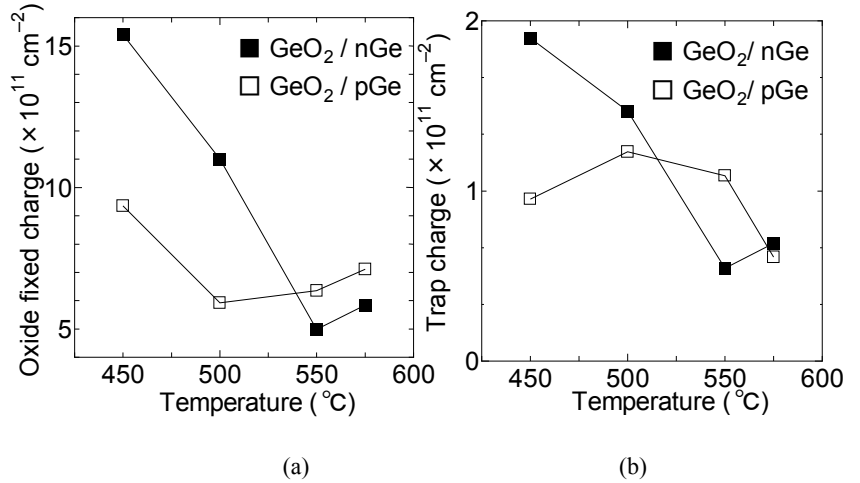 Oxide fixed charge (× 10¹¹ cm⁻²)
15
10
5
450 500 550 600
Temperature (°C)
■ GeO₂ / nGe
□ GeO₂ / pGe
(a)
Trap charge (× 10¹¹ cm⁻²)
2
1
0
450 500 550 600
Temperature (°C)
■ GeO₂/ nGe
□ GeO₂/ pGe
(b)